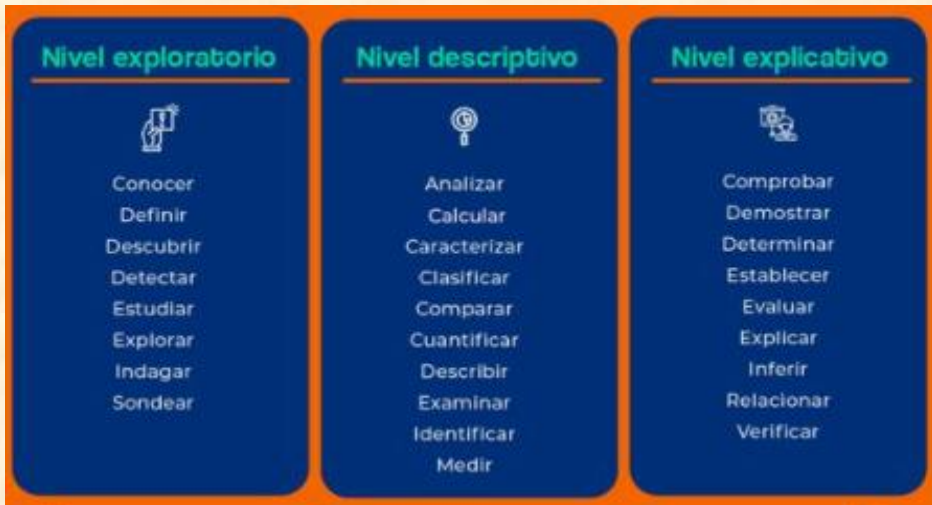 Nivel exploratorio
Conocer
Definir
Descubrir
Detectar
Estudiar
Explorar
Indagar
Sondear
Nivel descriptivo
Analizar
Calcular
Caracterizar
Clasificar
Comparar
Cuantificar
Describir
Examinar
Identificar
Medir
Nivel explicativo
Comprobar
Demostrar
Determinar
Establecer
Evaluar
Explicar
Inferir
Relacionar
Verificar